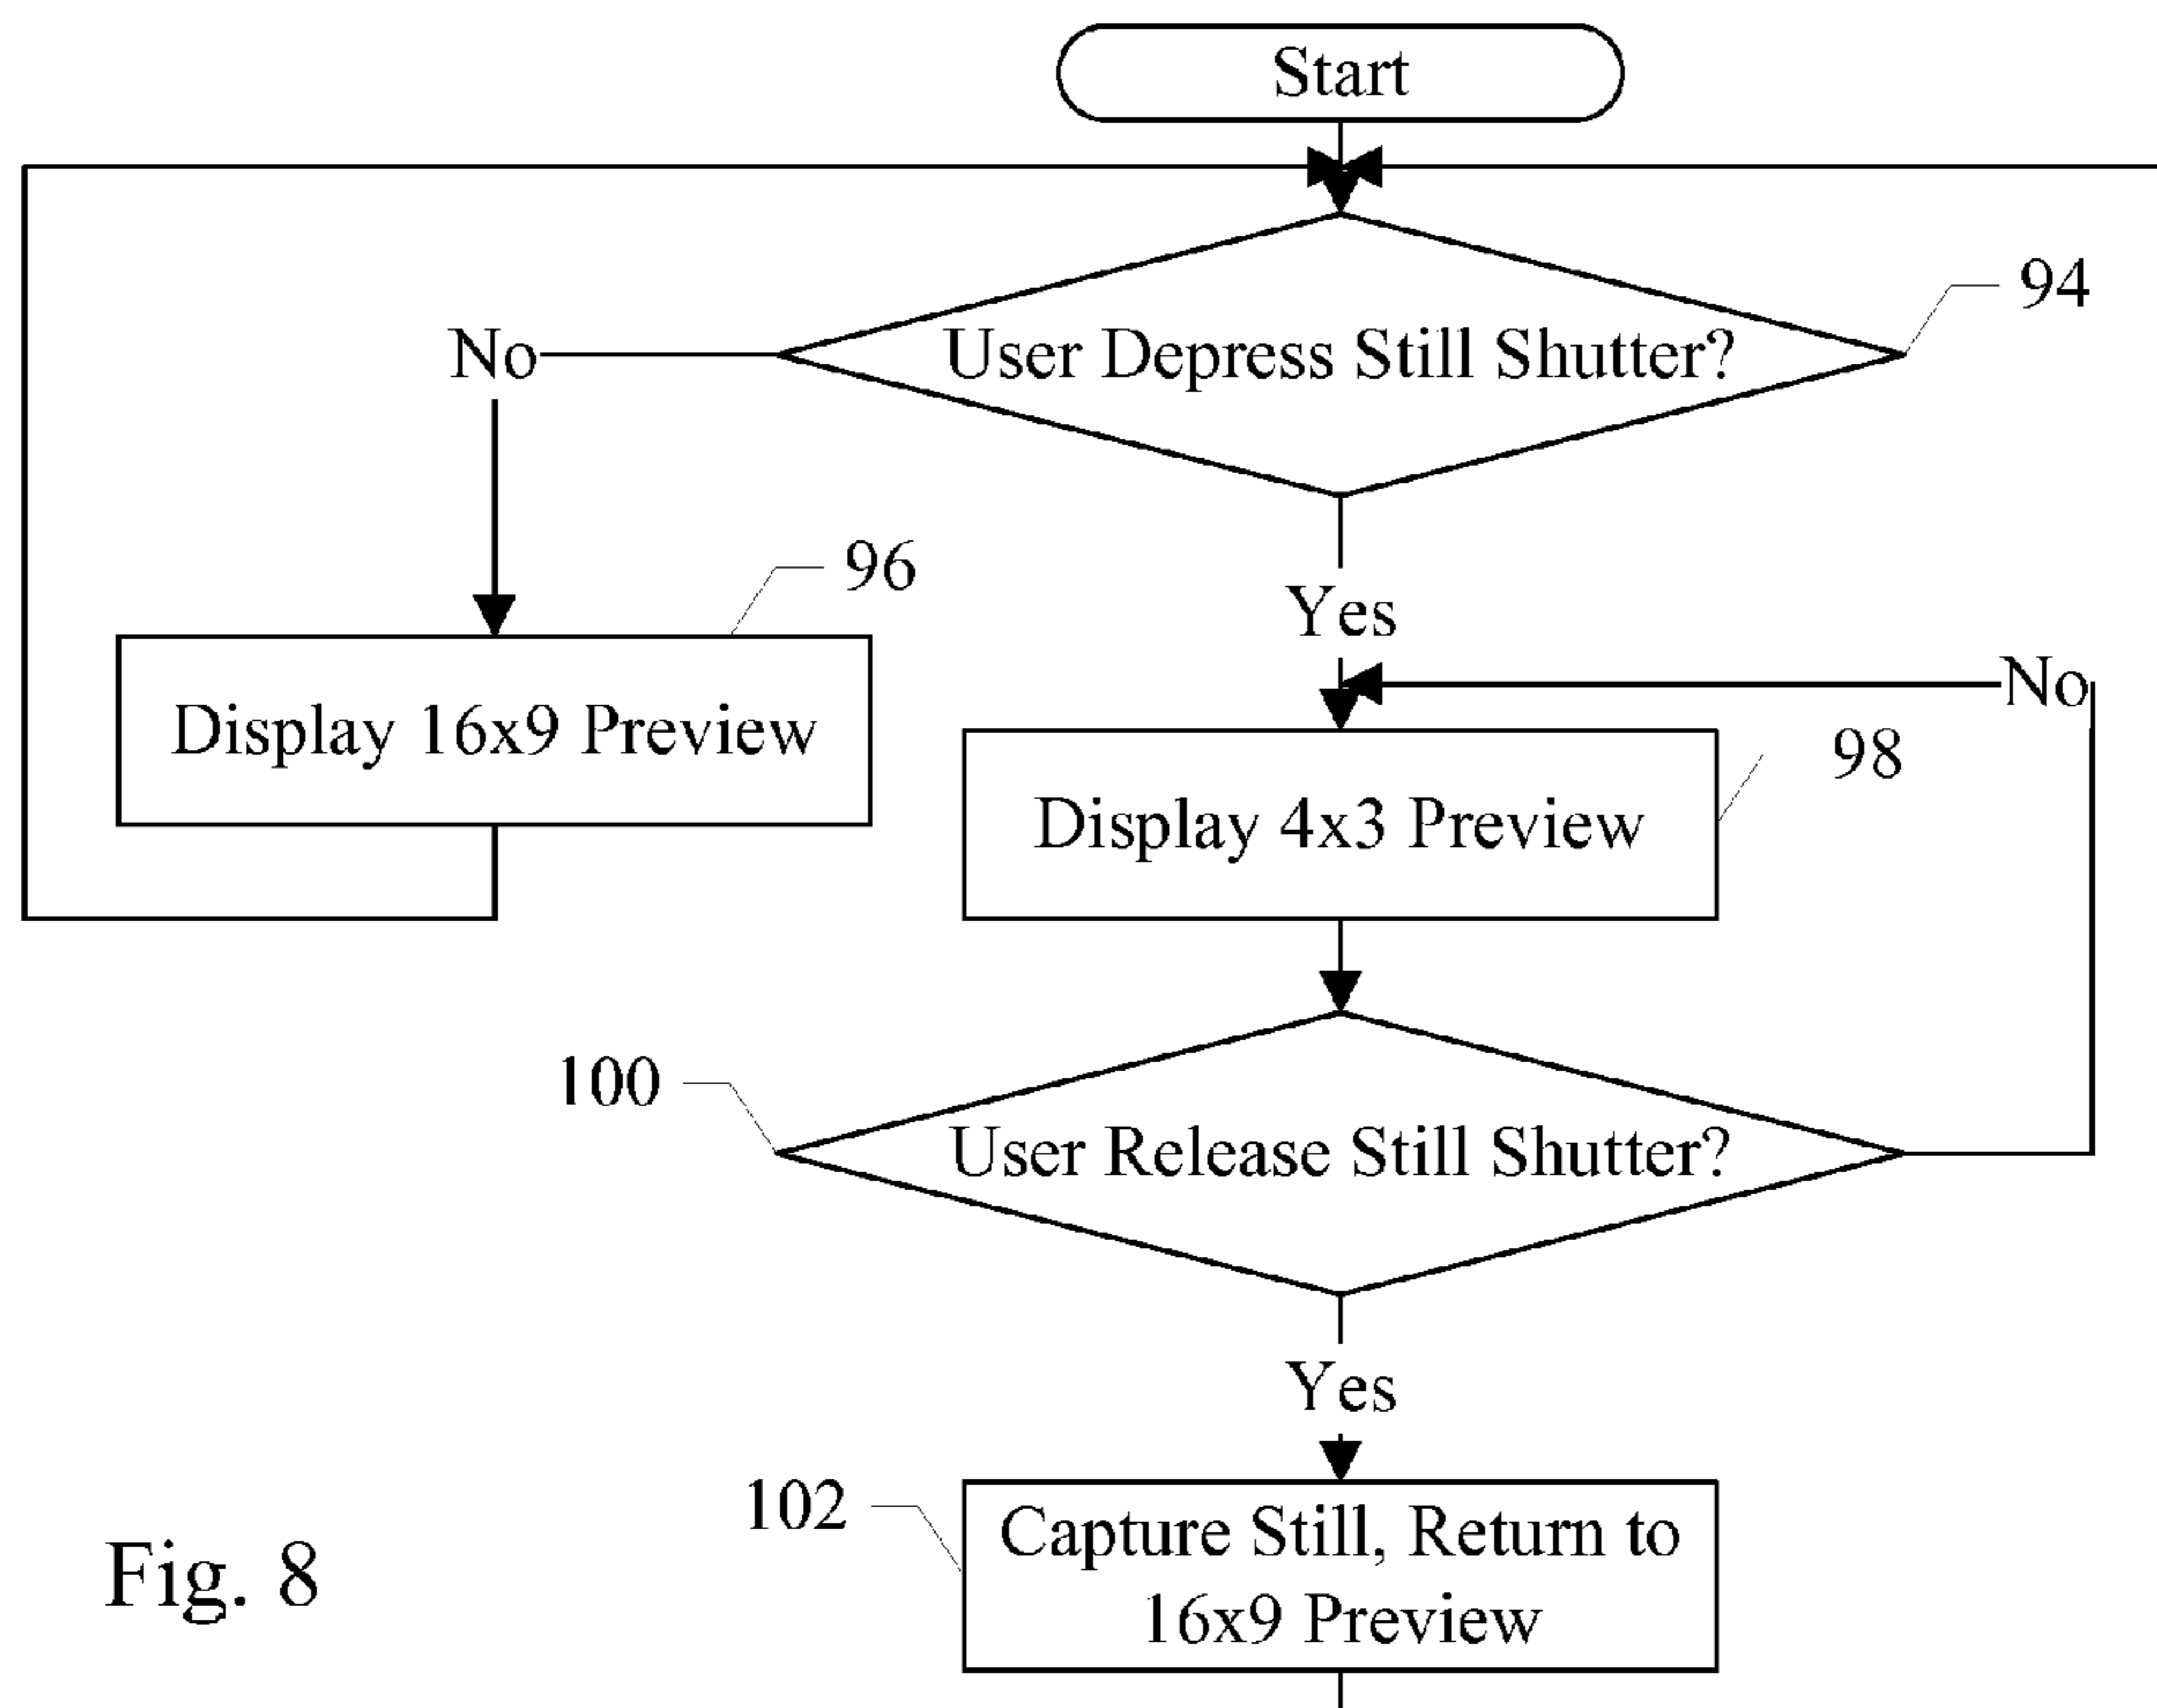 Start
94
No
User Depress Still Shutter?
96
Yes
No
Display 16x9 Preview
98
Display 4x3 Preview
100
User Release Still Shutter?
Yes
102
Capture Still, Return to
16x9 Preview
Fig. 8